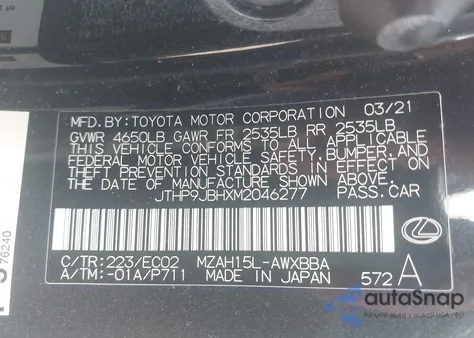 MFD. BY: TOYOTA MOTOR CORPORATION 03/21
GVWR 4650LB GAWR FR 2535LB RR 2535LB
THIS VEHICLE CONFORMS TO ALL APPLICABLE
FEDERAL MOTOR VEHICLE SAFETY, BUMPER, AND
THEFT PREVENTION STANDARDS IN EFFECT ON
THE DATE OF MANUFACTURE SHOWN ABOVE.
JTHP9JBHXM2046277 PASS. CAR
C/TR: 223/EC02 MZAH15L-AWXBBA
A/TM: -01A/P711 MADE IN JAPAN 572 A
76240
autoSnap